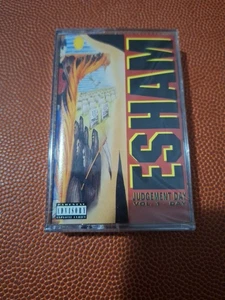 ESHAM
JUDGEMENT DAY
PARENTAL
ADVISORY
EXPLICIT LYRICS